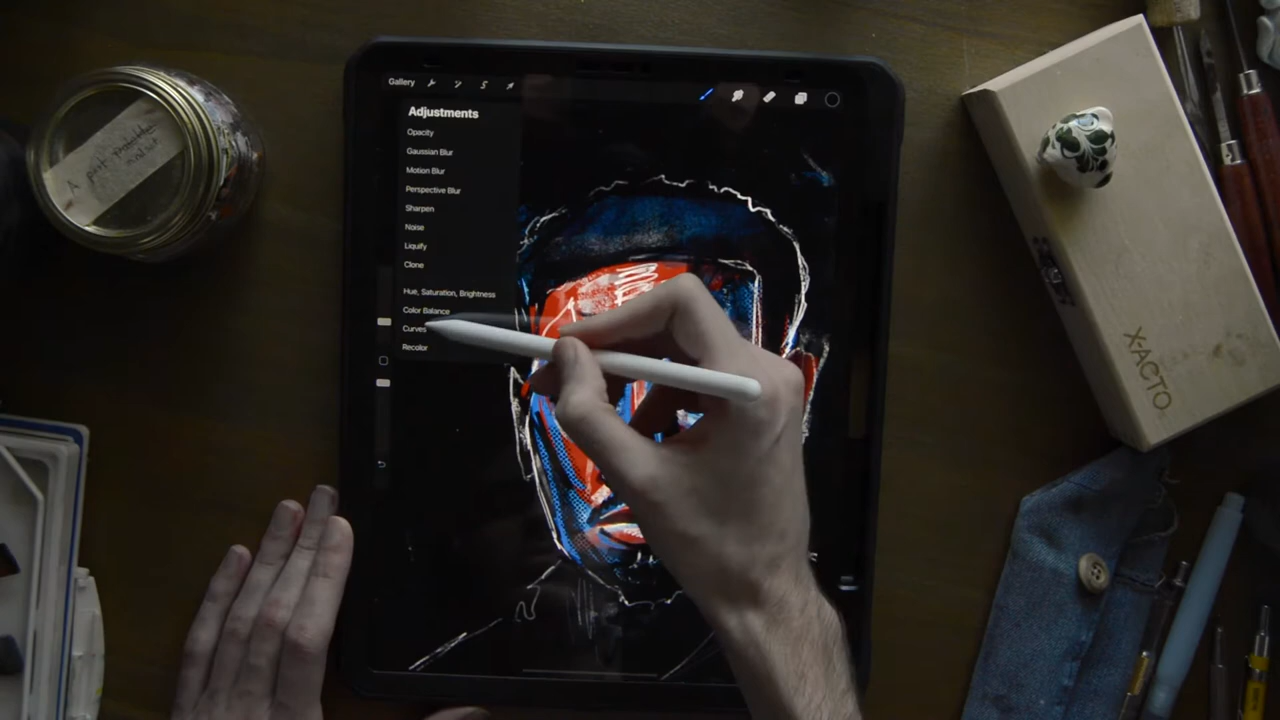 Gallery
Adjustments
Opacity
Gaussian Blur
Motion Blur
Perspective Blur
Sharpen
Noise
Liquify
Clone
Hue, Saturation, Brightness
Color Balance
Curves
Recolor
X-ACTO
A